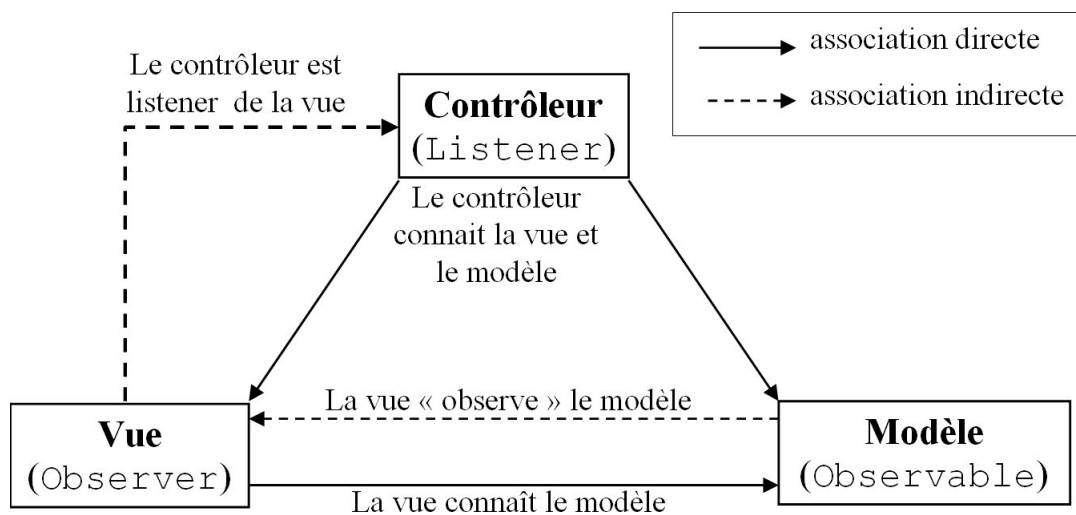 Le contrôleur est
listener de la vue
Contrôleur
(Listener)
association directe
association indirecte
Le contrôleur
connait la vue et
le modèle
La vue « observe » le modèle
Vue
(Observer)
Modèle
(Observable)
La vue connaît le modèle